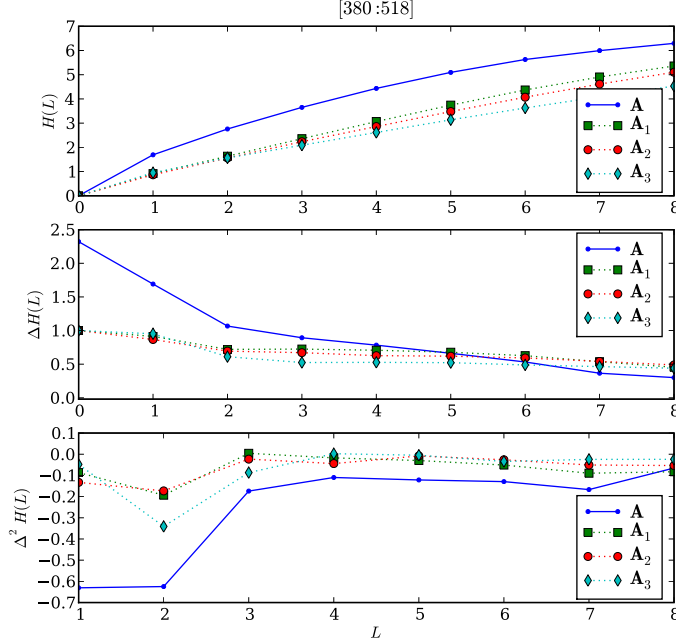 [380 : 518]
H(L)
7
6
5
4
3
2
1
0
0 1 2 3 4 5 6 7 8
A
A₁
A₂
A₃
ΔH(L)
2.5
2.0
1.5
1.0
0.5
0.0
0 1 2 3 4 5 6 7 8
A
A₁
A₂
A₃
Δ² H(L)
0.1
0.0
−0.1
−0.2
−0.3
−0.4
−0.5
−0.6
−0.7
1 2 3 4 5 6 7 8
A
A₁
A₂
A₃
L